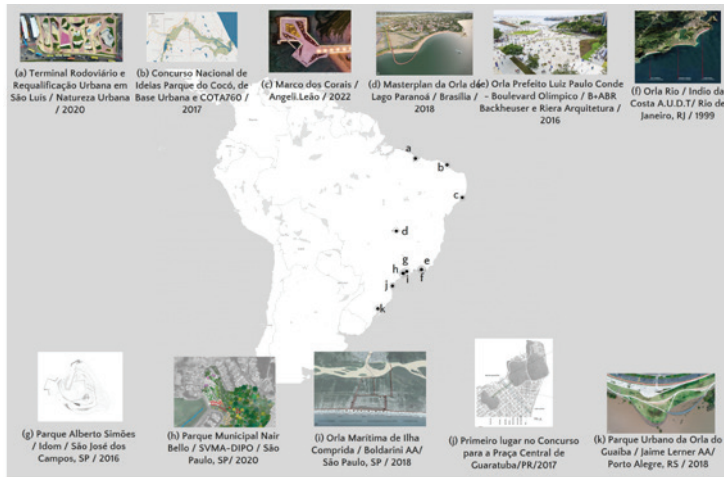 (a) Terminal Rodoviário e
Requalificação Urbana em
São Luis / Natureza Urbana
/ 2020
(b) Concurso Nacional de
Ideias Parque do Cocó, de
Base Urbana e COTA760 /
2017
(c) Marco dos Corais /
Angeli.Leão / 2022
(d) Masterplan da Orla do
Lago Paranoá / Brasília /
2018
(e) Orla Prefeito Luiz Paulo
Conde - Boulevard Olímpico / B+ABR
Backheuser e Riera Arquitetura /
2016
(f) Orla Rio / Indio da
Costa A.U.D.T/ Rio de
Janeiro, RJ / 1999
a
b
c
d
g
e
h
i
f
j
k
(g) Parque Alberto Simões
/ Idom / São José dos
Campos, SP / 2016
(h) Parque Municipal Nair
Bello / SVMA-DIPO / São
Paulo, SP/ 2020
(i) Orla Marítima de Ilha
Comprida / Boldarini AA/
São Paulo, SP / 2018
(j) Primeiro lugar no Concurso
para a Praça Central de
Guaratuba/PR/2017
(k) Parque Urbano da Orla do
Guaíba / Jaime Lerner AA/
Porto Alegre, RS / 2018